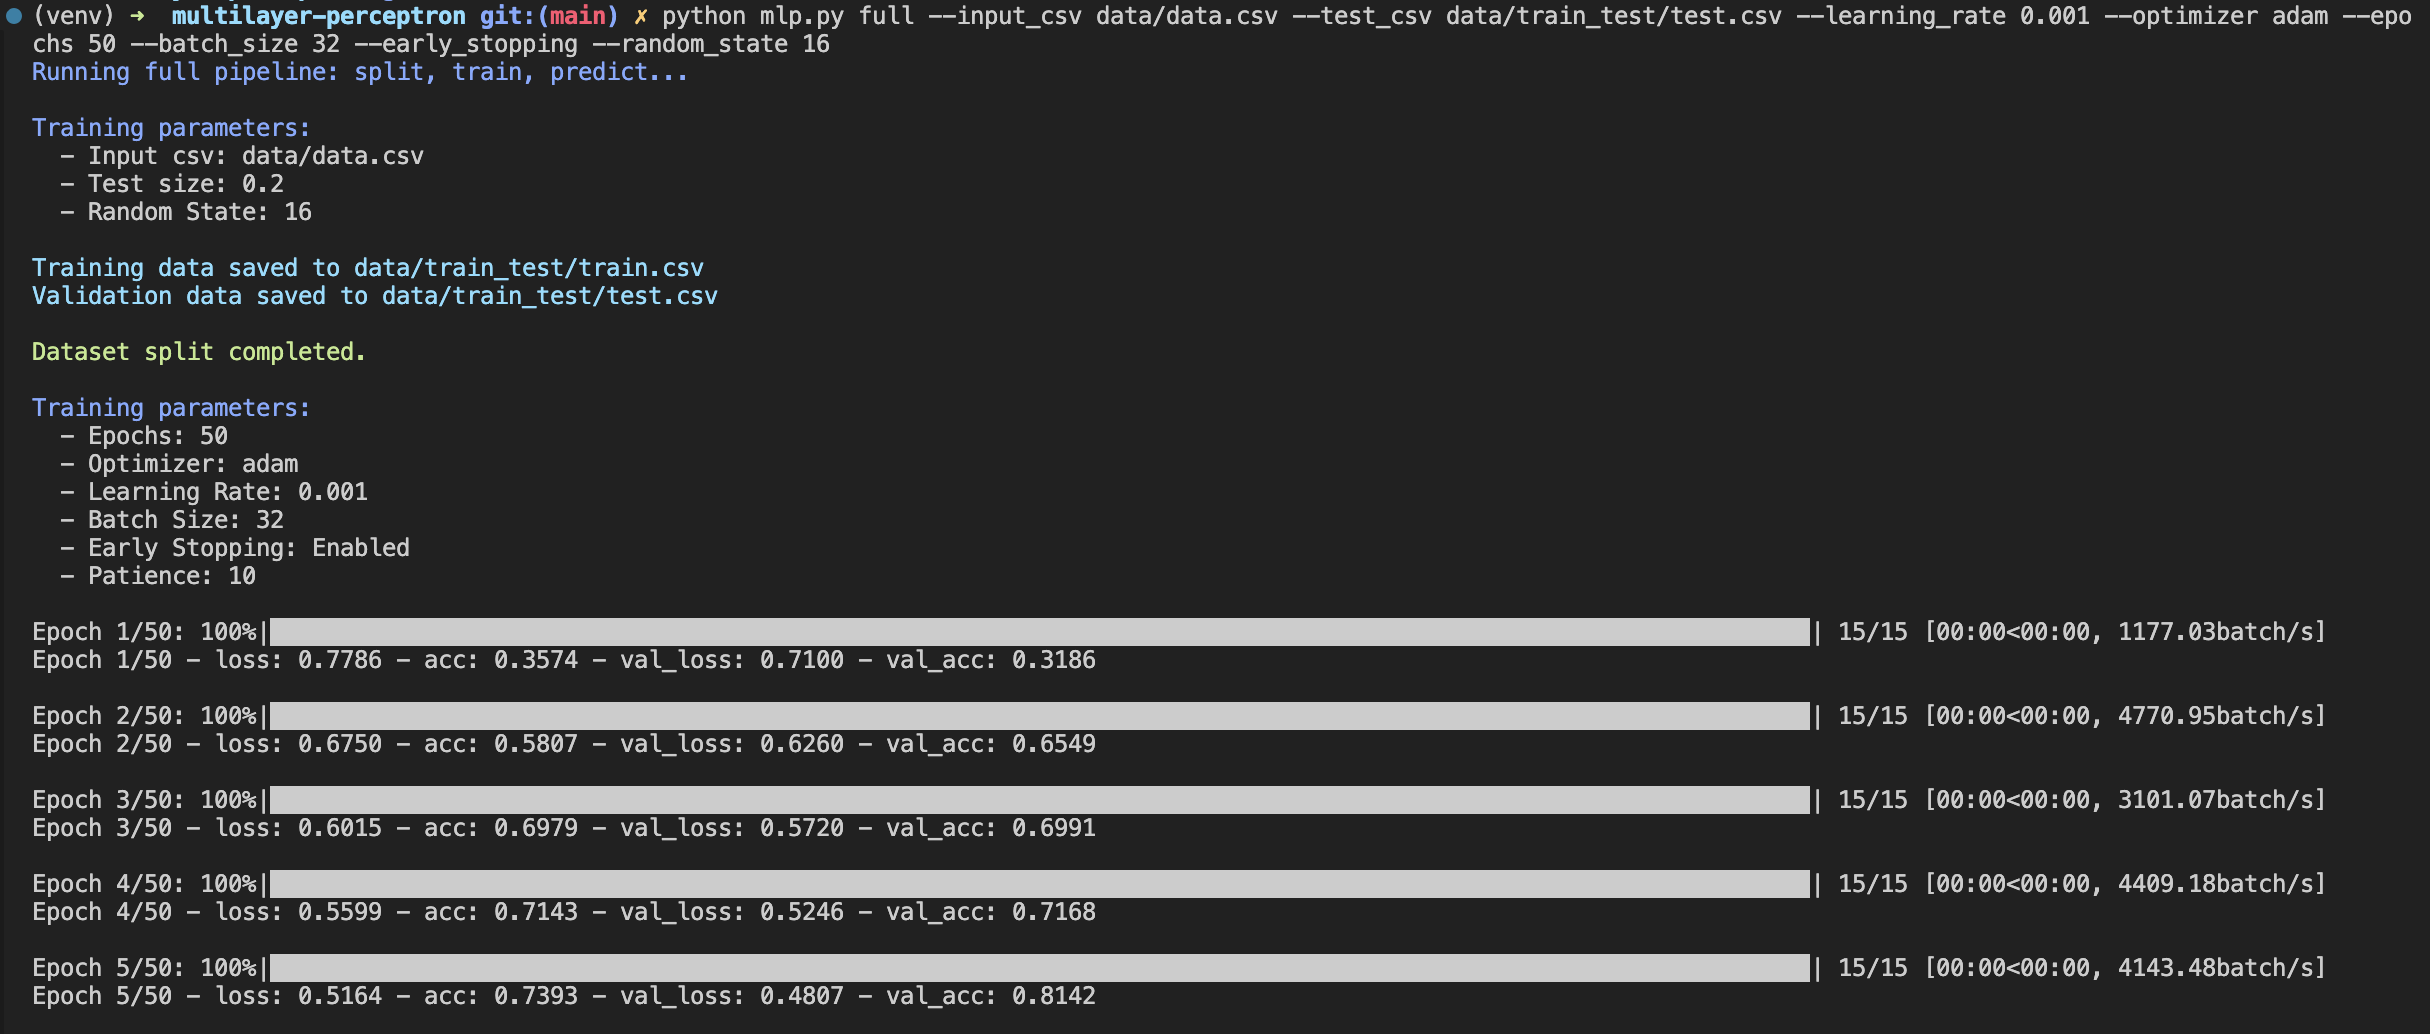 (venv) ➜  multilayer-perceptron git:(main) ✗ python mlp.py full --input_csv data/data.csv --test_csv data/train_test/test.csv --learning_rate 0.001 --optimizer adam --epo
chs 50 --batch_size 32 --early_stopping --random_state 16
Running full pipeline: split, train, predict...
Training parameters:
- Input csv: data/data.csv
- Test size: 0.2
- Random State: 16
Training data saved to data/train_test/train.csv
Validation data saved to data/train_test/test.csv
Dataset split completed.
Training parameters:
- Epochs: 50
- Optimizer: adam
- Learning Rate: 0.001
- Batch Size: 32
- Early Stopping: Enabled
- Patience: 10
Epoch 1/50: 100%| | 15/15 [00:00<00:00, 1177.03batch/s]
Epoch 1/50 - loss: 0.7786 - acc: 0.3574 - val_loss: 0.7100 - val_acc: 0.3186
Epoch 2/50: 100%| | 15/15 [00:00<00:00, 4770.95batch/s]
Epoch 2/50 - loss: 0.6750 - acc: 0.5807 - val_loss: 0.6260 - val_acc: 0.6549
Epoch 3/50: 100%| | 15/15 [00:00<00:00, 3101.07batch/s]
Epoch 3/50 - loss: 0.6015 - acc: 0.6979 - val_loss: 0.5720 - val_acc: 0.6991
Epoch 4/50: 100%| | 15/15 [00:00<00:00, 4409.18batch/s]
Epoch 4/50 - loss: 0.5599 - acc: 0.7143 - val_loss: 0.5246 - val_acc: 0.7168
Epoch 5/50: 100%| | 15/15 [00:00<00:00, 4143.48batch/s]
Epoch 5/50 - loss: 0.5164 - acc: 0.7393 - val_loss: 0.4807 - val_acc: 0.8142